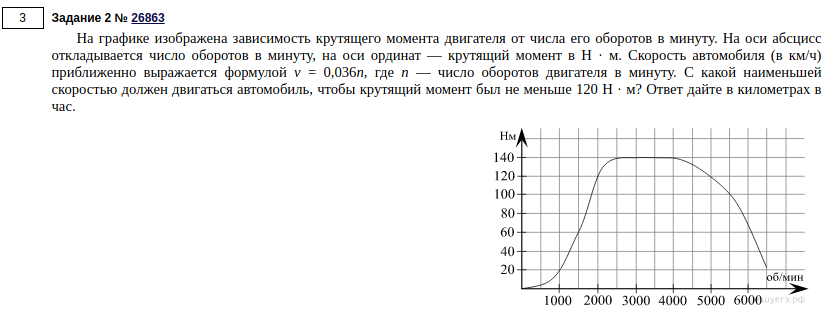 3
Задание 2 № 26863
На графике изображена зависимость крутящего момента двигателя от числа его оборотов в минуту. На оси абсцисс
откладывается число оборотов в минуту, на оси ординат — крутящий момент в Н · м. Скорость автомобиля (в км/ч)
приближенно выражается формулой v = 0,036n, где n — число оборотов двигателя в минуту. С какой наименьшей
скоростью должен двигаться автомобиль, чтобы крутящий момент был не меньше 120 Н · м? Ответ дайте в километрах в
час.
Нм
140
120
100
80
60
40
20
об/мин
1000 2000 3000 4000 5000 6000